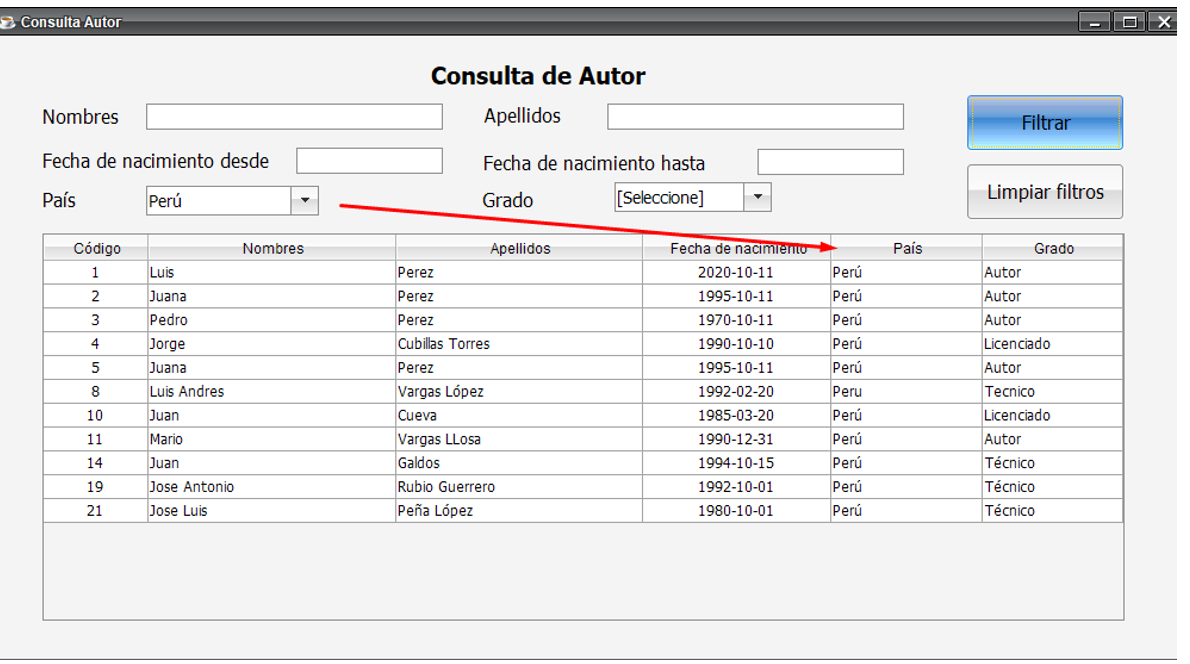 Consulta Autor
Consulta de Autor
Nombres Apellidos Filtrar
Fecha de nacimiento desde Fecha de nacimiento hasta
País Perú Grado [Seleccione] Limpiar filtros
Código Nombres Apellidos Fecha de nacimiento País Grado
1 Luis Perez 2020-10-11 Perú Autor
2 Juana Perez 1995-10-11 Perú Autor
3 Pedro Perez 1970-10-11 Perú Autor
4 Jorge Cubillas Torres 1990-10-10 Perú Licenciado
5 Juana Perez 1995-10-11 Perú Autor
8 Luis Andres Vargas López 1992-02-20 Peru Tecnico
10 Juan Cueva 1985-03-20 Perú Licenciado
11 Mario Vargas LLosa 1990-12-31 Perú Autor
14 Juan Galdos 1994-10-15 Perú Técnico
19 Jose Antonio Rubio Guerrero 1992-10-01 Perú Técnico
21 Jose Luis Peña López 1980-10-01 Perú Técnico